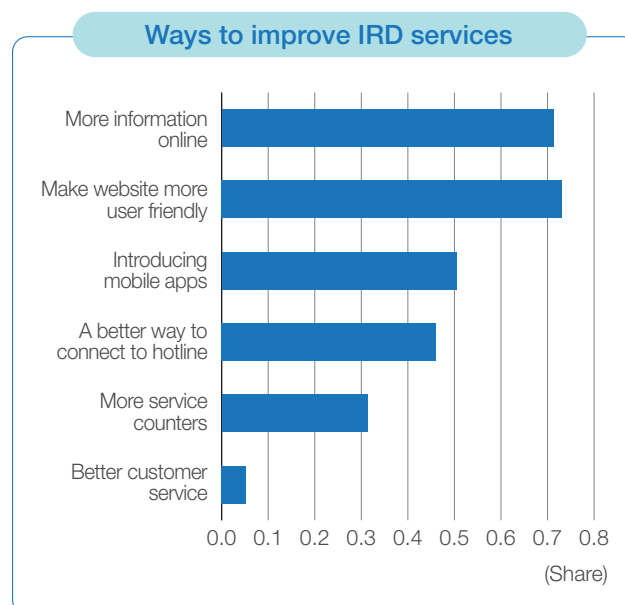 Ways to improve IRD services
More information
online
Make website more
user friendly
Introducing
mobile apps
A better way to
connect to hotline
More service
counters
Better customer
service
0.0 0.1 0.2 0.3 0.4 0.5 0.6 0.7 0.8
(Share)